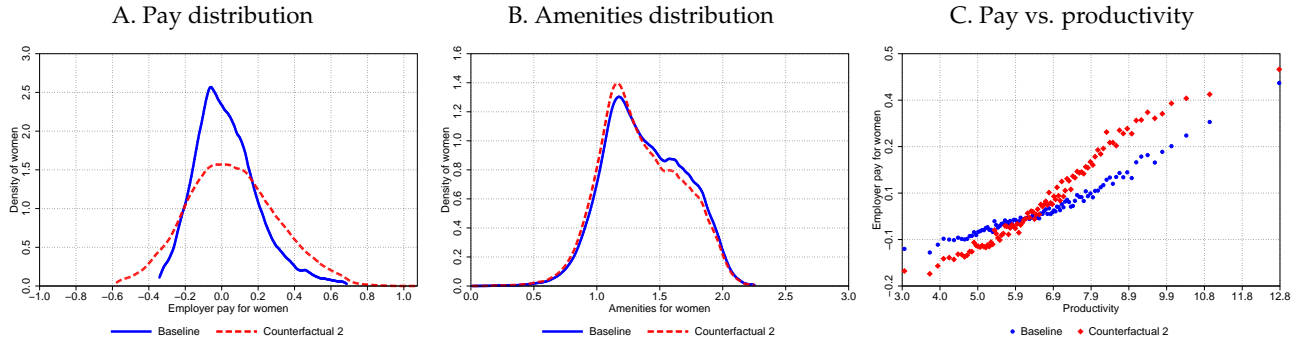 A. Pay distribution
Density of women
3.0
2.5
2.0
1.5
1.0
0.5
0.0
−1.0 −0.8 −0.6 −0.4 −0.2 0.0 0.2 0.4 0.6 0.8 1.0
Employer pay for women
Baseline Counterfactual 2
B. Amenities distribution
Density of women
1.6
1.4
1.2
1.0
0.8
0.6
0.4
0.2
0.0
0.0 0.5 1.0 1.5 2.0 2.5 3.0
Amenities for women
Baseline Counterfactual 2
C. Pay vs. productivity
Employer pay for women
0.5
0.4
0.2
0.1
−0.1
−0.2
3.0 4.0 5.0 5.9 6.9 7.9 8.9 9.9 10.8 11.8 12.8
Productivity
Baseline Counterfactual 2